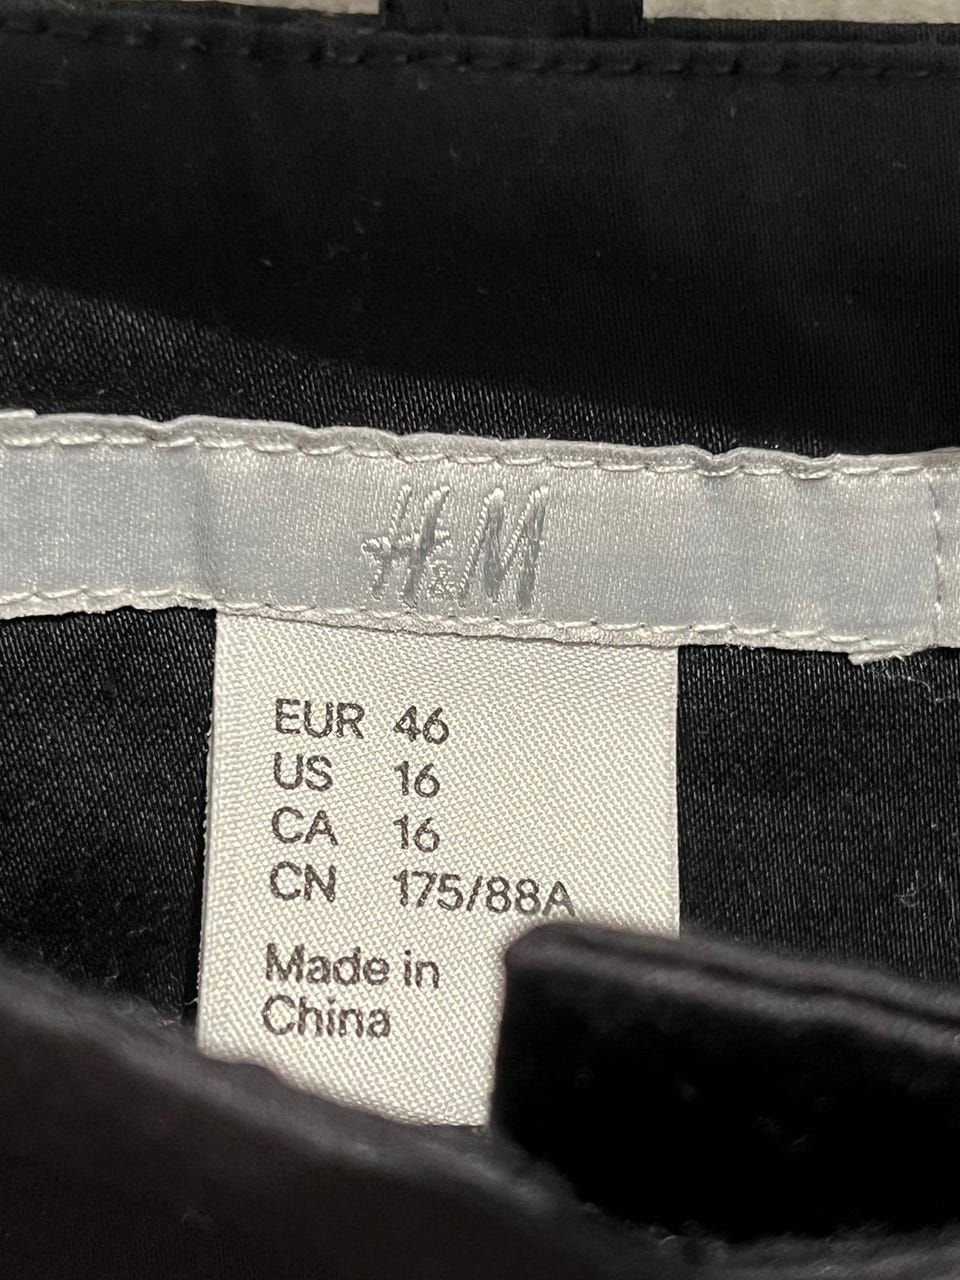 H&M
EUR 46
US 16
CA 16
CN 175/88A
Made in
China